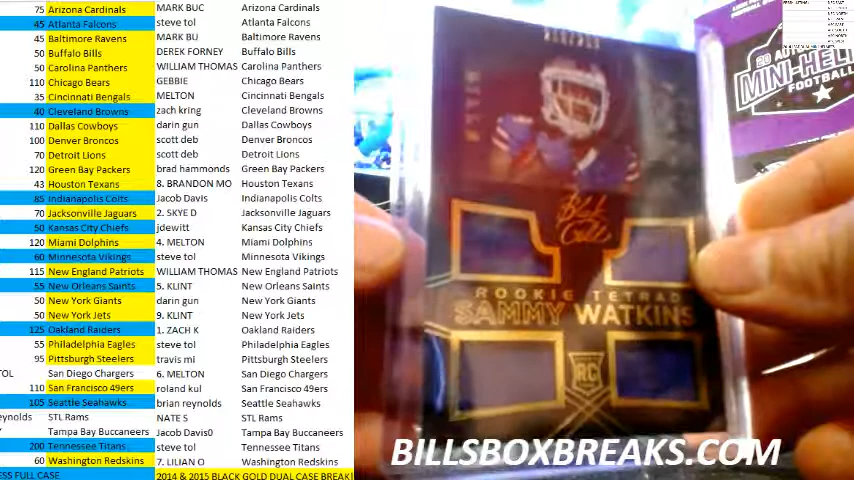 75 Arizona Cardinals MARK BUC Arizona Cardinals
45 Atlanta Falcons steve tol Atlanta Falcons
45 Baltimore Ravens MARK BU Baltimore Ravens
50 Buffalo Bills DEREK FORNEY Buffalo Bills
50 Carolina Panthers WILLIAM THOMAS Carolina Panthers
110 Chicago Bears GEBBIE Chicago Bears
35 Cincinnati Bengals MELTON Cincinnati Bengals
40 Cleveland Browns zach kring Cleveland Browns
110 Dallas Cowboys darin gun Dallas Cowboys
100 Denver Broncos scott deb Denver Broncos
70 Detroit Lions scott deb Detroit Lions
120 Green Bay Packers brad hammonds Green Bay Packers
43 Houston Texans 8. BRANDON MO Houston Texans
85 Indianapolis Colts Jacob Davis Indianapolis Colts
70 Jacksonville Jaguars 2. SKYE D Jacksonville Jaguars
50 Kansas City Chiefs jdewitt Kansas City Chiefs
120 Miami Dolphins 4. MELTON Miami Dolphins
60 Minnesota Vikings steve tol Minnesota Vikings
115 New England Patriots WILLIAM THOMAS New England Patriots
55 New Orleans Saints 5. KLINT New Orleans Saints
50 New York Giants darin gun New York Giants
50 New York Jets 9. KLINT New York Jets
125 Oakland Raiders 1. ZACH K Oakland Raiders
55 Philadelphia Eagles steve tol Philadelphia Eagles
95 Pittsburgh Steelers travis mi Pittsburgh Steelers
TOL San Diego Chargers 6. MELTON San Diego Chargers
110 San Francisco 49ers roland kul San Francisco 49ers
105 Seattle Seahawks brian reynolds Seattle Seahawks
eynolds STL Rams NATE S STL Rams
Tampa Bay Buccaneers Jacob Davis0 Tampa Bay Buccaneers
200 Tennessee Titans steve tol Tennessee Titans
60 Washington Redskins 7. LILIAN O Washington Redskins
ESS FULL CASE 2014 & 2015 BLACK GOLD DUAL CASE BREAK
Black Gold
ROOKIE TETRAD
SAMMY WATKINS
RC
20 AUTO
MINI-HEL
FOOTBALL
BILLSBOXBREAKS.COM